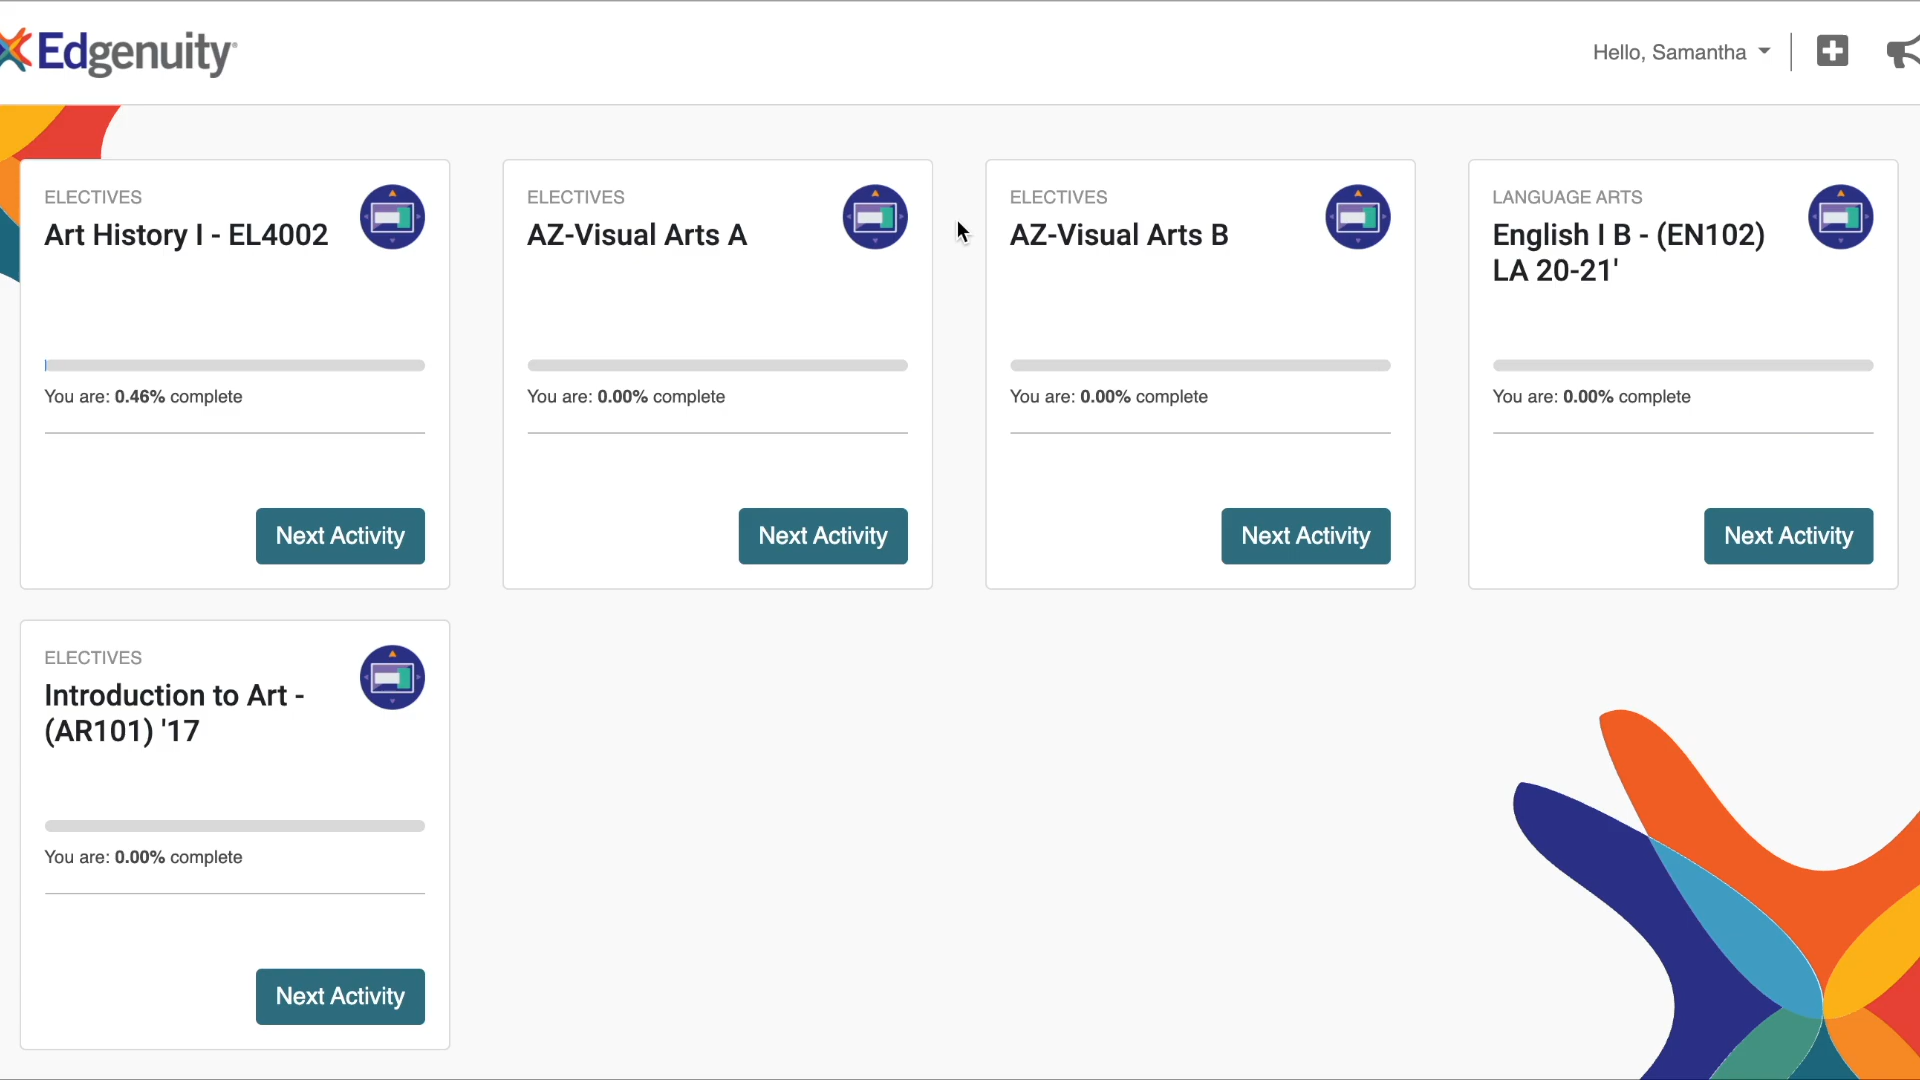 Edgenuity
Hello, Samantha
ELECTIVES
Art History I - EL4002
You are: 0.46% complete
Next Activity
ELECTIVES
AZ-Visual Arts A
You are: 0.00% complete
Next Activity
ELECTIVES
AZ-Visual Arts B
You are: 0.00% complete
Next Activity
LANGUAGE ARTS
English I B - (EN102)
LA 20-21'
You are: 0.00% complete
Next Activity
ELECTIVES
Introduction to Art -
(AR101) '17
You are: 0.00% complete
Next Activity